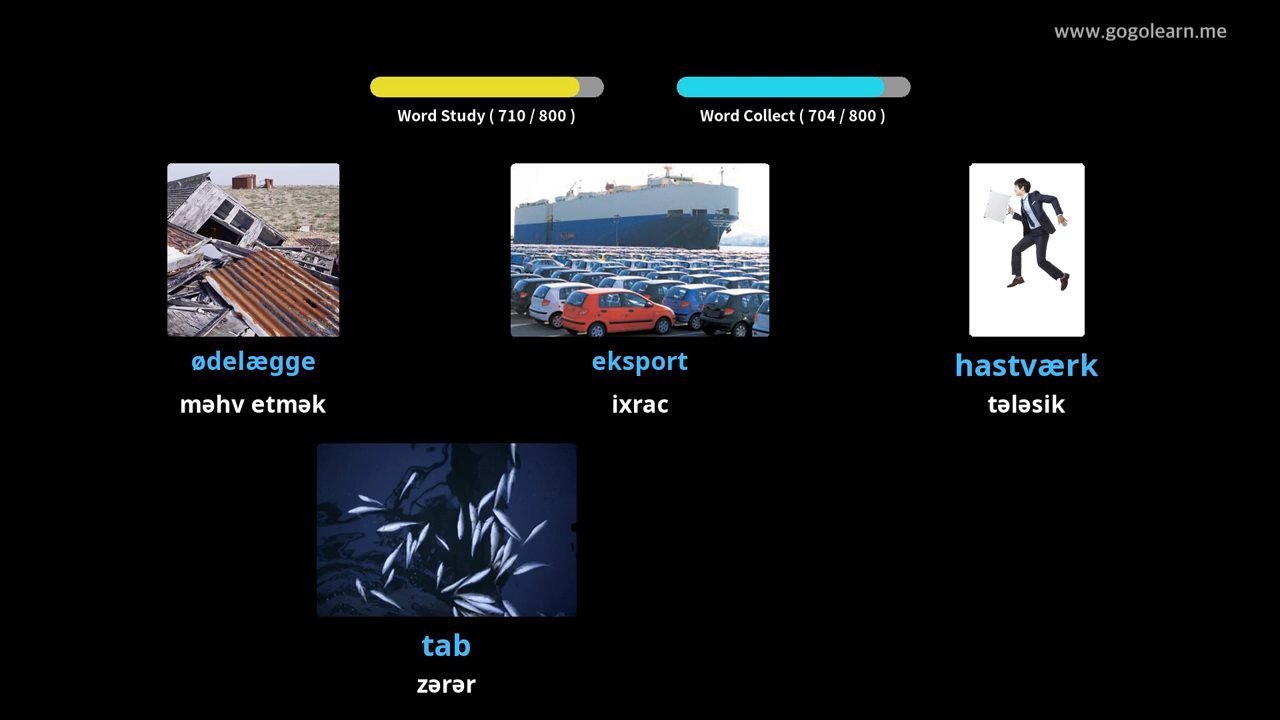 www.gogolearn.me
Word Study ( 710 / 800 )
Word Collect ( 704 / 800 )
ødelægge
məhv etmək
eksport
ixrac
hastværk
tələsik
tab
zərər